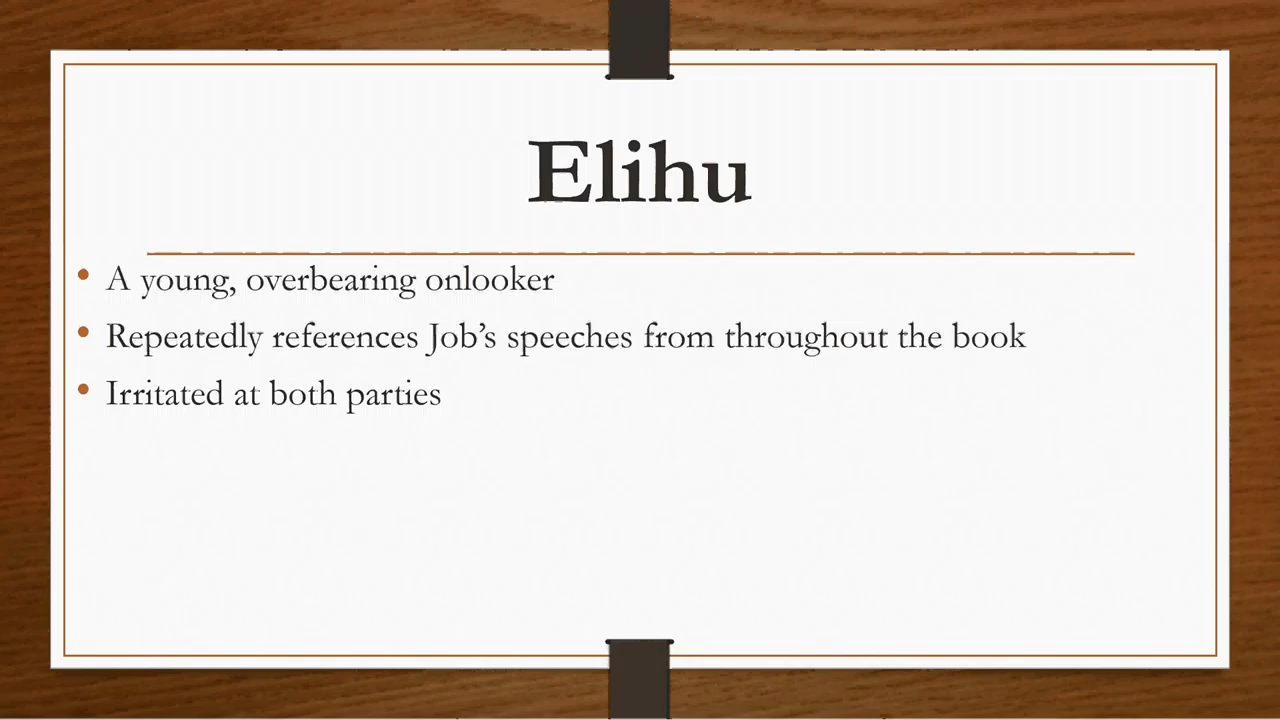 Elihu
• A young, overbearing onlooker
• Repeatedly references Job’s speeches from throughout the book
• Irritated at both parties